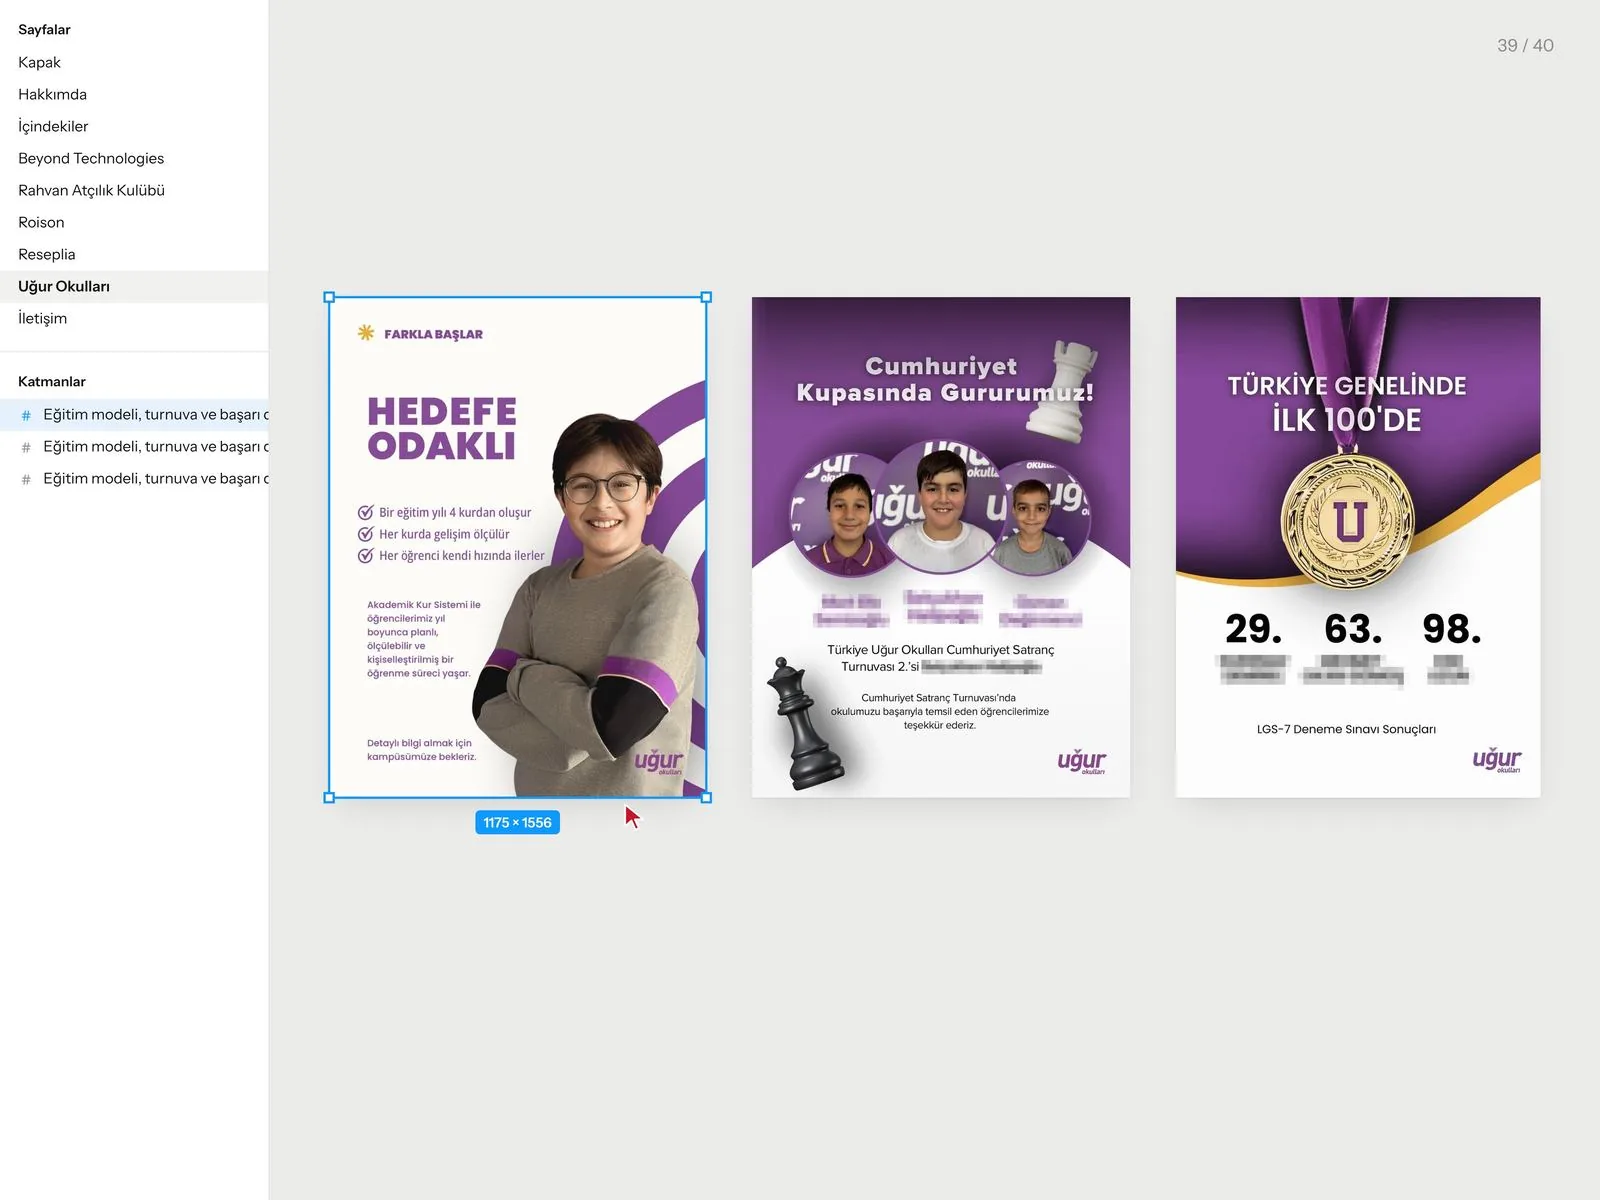 Sayfalar
Kapak
Hakkımda
İçindekiler
Beyond Technologies
Rahvan Atçılık Kulübü
Roison
Reseplia
Uğur Okulları
İletişim
Katmanlar
# Eğitim modeli, turnuva ve başarı
# Eğitim modeli, turnuva ve başarı
# Eğitim modeli, turnuva ve başarı
39 / 40
FARKLA BAŞLAR
HEDEFE
ODAKLI
Bir eğitim yılı 4 kurdan oluşur
Her kurda gelişim ölçülür
Her öğrenci kendi hızında ilerler
Akademik Kur Sistemi ile
öğrencilerimiz yıl
boyunca planlı,
ölçülebilir ve
kişiselleştirilmiş bir
öğrenme süreci yaşar.
Detaylı bilgi almak için
kampüsümüze bekleriz.
uğur
okulları
1175 × 1556
Cumhuriyet
Kupasında Gururumuz!
Türkiye Uğur Okulları Cumhuriyet Satranç
Turnuvası 2.'si
Cumhuriyet Satranç Turnuvası'nda
okulumuzu başarıyla temsil eden öğrencilerimize
teşekkür ederiz.
uğur
okulları
TÜRKİYE GENELİNDE
İLK 100'DE
U
29. 63. 98.
LGS-7 Deneme Sınavı Sonuçları
uğur
okulları